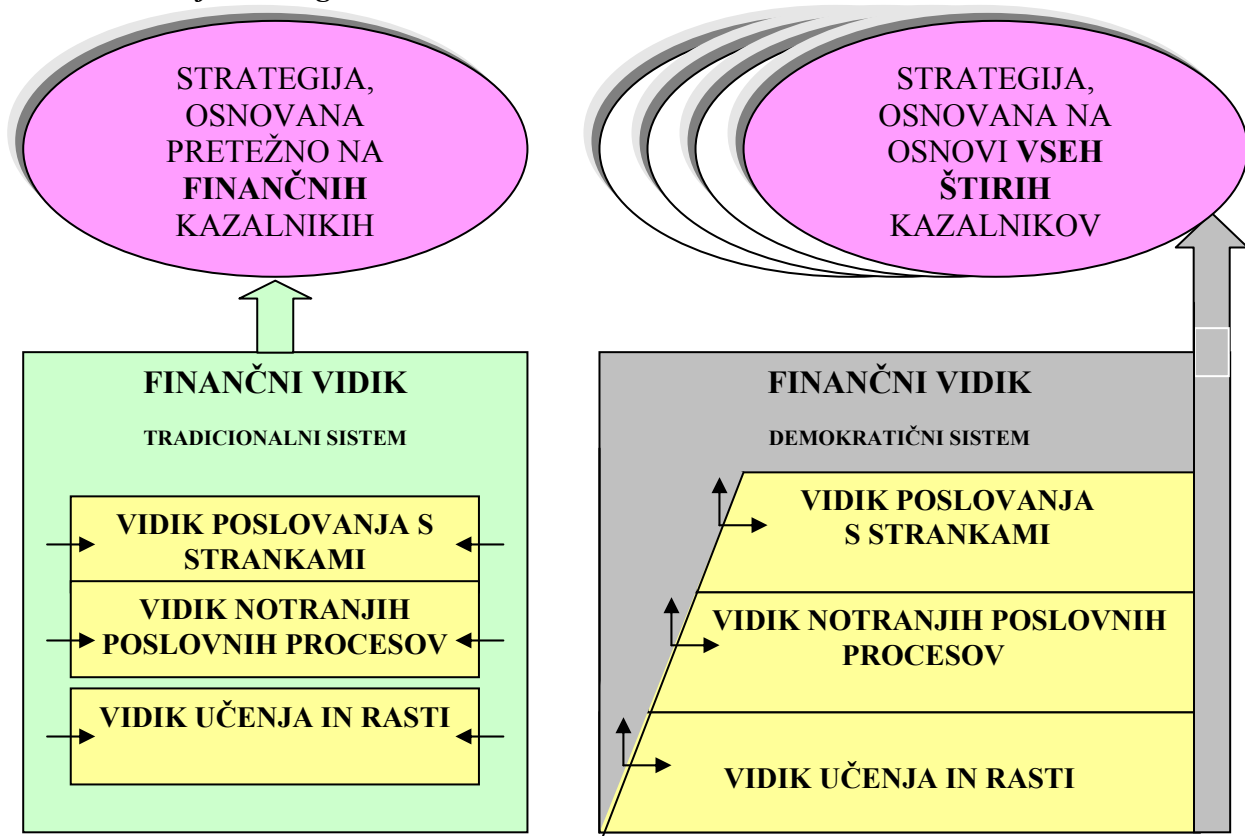 STRATEGIJA,
OSNOVANA
PRETEŽNO NA
FINANČNIH
KAZALNIKIH
STRATEGIJA,
OSNOVANA NA
OSNOVI VSEH
ŠTIRIH
KAZALNIKOV
FINANČNI VIDIK
TRADICIONALNI SISTEM
VIDIK POSLOVANJA S
STRANKAMI
VIDIK NOTRANJIH
POSLOVNIH PROCESOV
VIDIK UČENJA IN RASTI
FINANČNI VIDIK
DEMOKRATIČNI SISTEM
VIDIK POSLOVANJA
S STRANKAMI
VIDIK NOTRANJIH POSLOVNIH
PROCESOV
VIDIK UČENJA IN RASTI